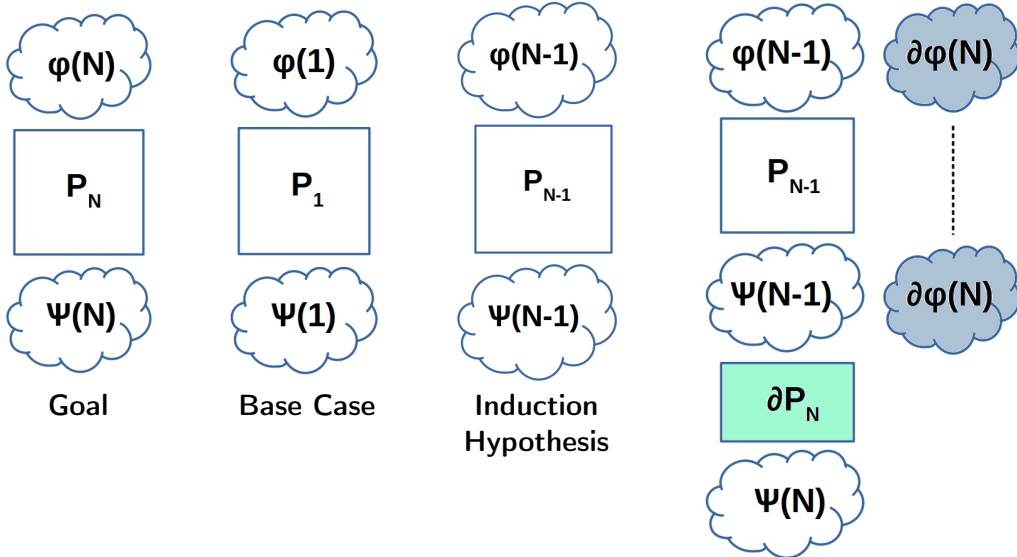 φ(N)
P_N
Ψ(N)
Goal
φ(1)
P_1
Ψ(1)
Base Case
φ(N-1)
P_N-1
Ψ(N-1)
Induction
Hypothesis
φ(N-1)
∂φ(N)
P_N-1
Ψ(N-1)
∂φ(N)
∂P_N
Ψ(N)